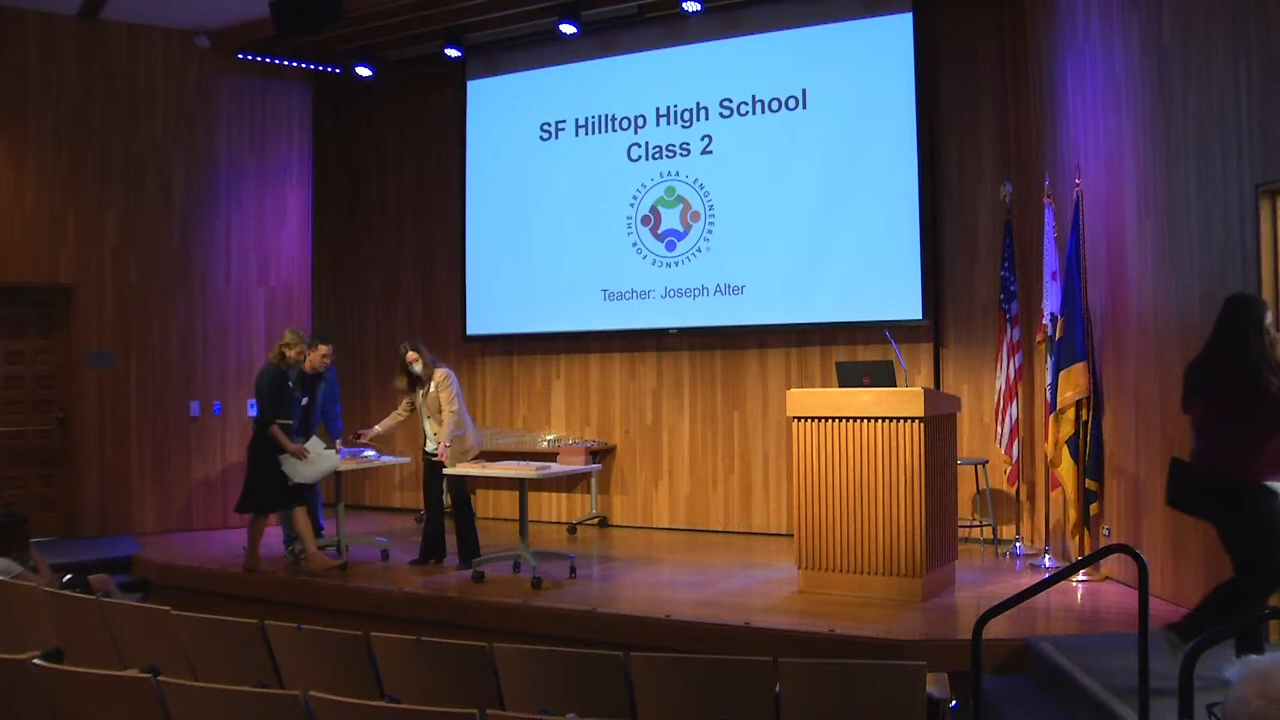 SF Hilltop High School
Class 2
EAA • ENGINEERS' ALLIANCE FOR THE ARTS •
Teacher: Joseph Alter